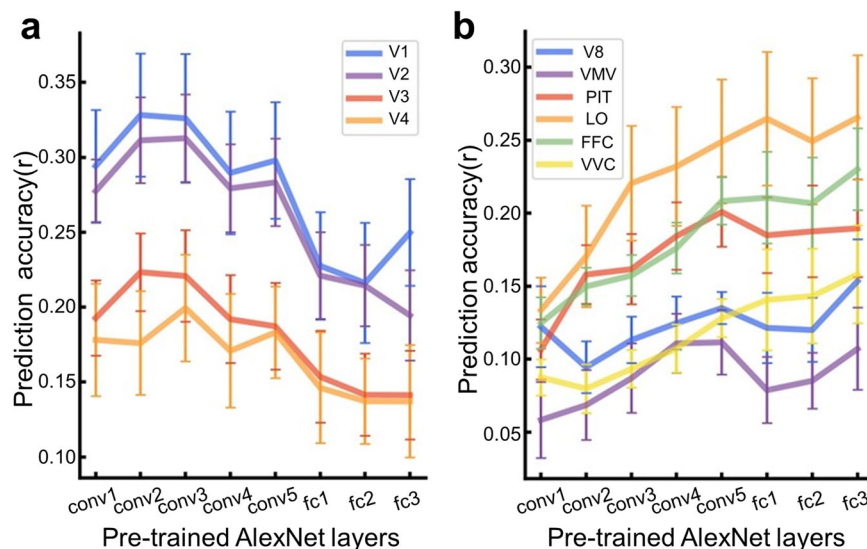 a
V1
V2
V3
V4
0.35
0.30
0.25
0.20
0.15
0.10
Prediction accuracy(r)
conv1 conv2 conv3 conv4 conv5 fc1 fc2 fc3
Pre-trained AlexNet layers
b
V8
VMV
PIT
LO
FFC
VVC
0.30
0.25
0.20
0.15
0.10
0.05
Prediction accuracy(r)
conv1 conv2 conv3 conv4 conv5 fc1 fc2 fc3
Pre-trained AlexNet layers